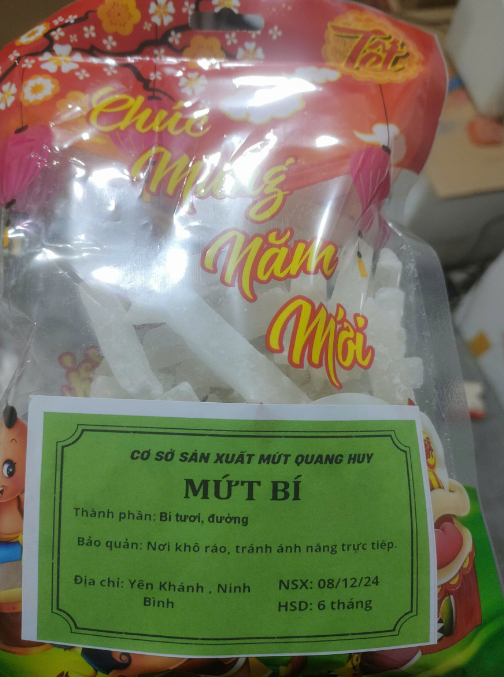 Tết
Chúc
Mừng
Năm
Mới
CƠ SỞ SẢN XUẤT MỨT QUANG HUY
MỨT BÍ
Thành phần: Bí tươi, đường
Bảo quản: Nơi khô ráo, tránh ánh nắng trực tiếp.
Địa chỉ: Yên Khánh , Ninh
Bình
NSX: 08/12/24
HSD: 6 tháng